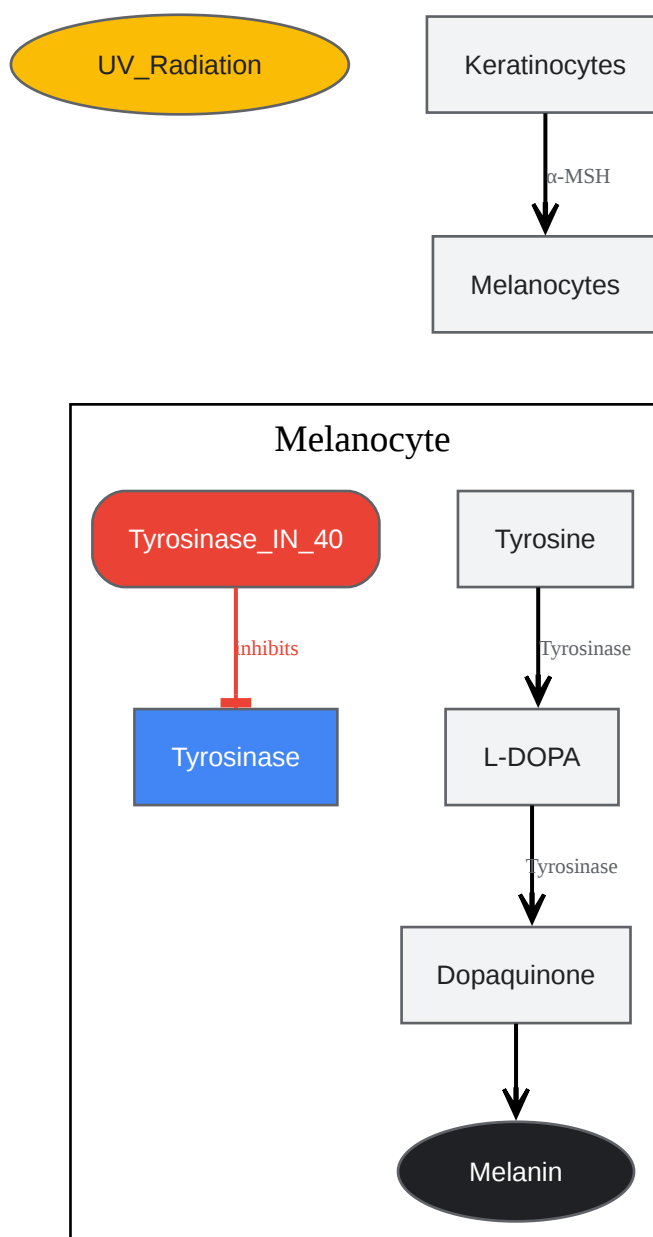 UV_Radiation
Keratinocytes
α-MSH
Melanocytes
Melanocyte
Tyrosinase_IN_40
Tyrosine
inhibits
Tyrosinase
Tyrosinase
L-DOPA
Tyrosinase
Dopaquinone
Melanin